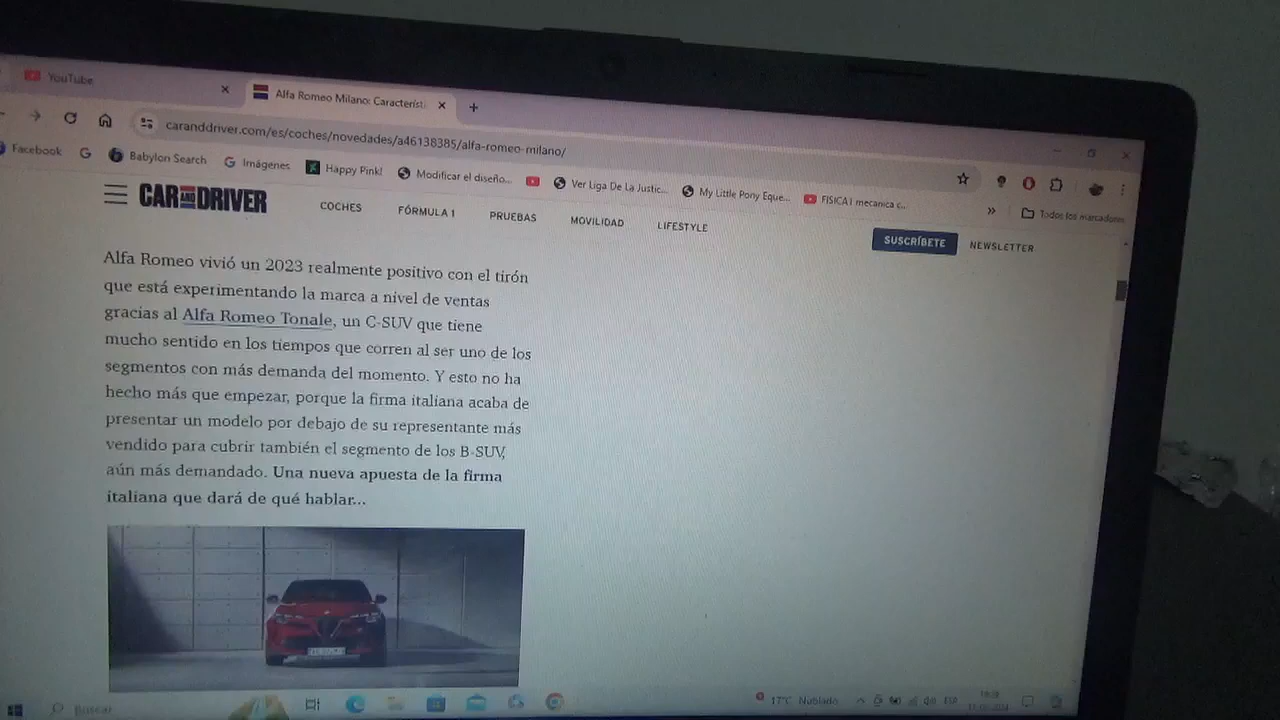 YouTube
Alfa Romeo Milano: Característi
caranddriver.com/es/coches/novedades/a46138385/alfa-romeo-milano/
Facebook
Babylon Search
Imágenes
Happy Pink!
Modificar el diseño...
Ver Liga De La Justic...
My Little Pony Eque...
FISICA I mecanica c...
Todos los marcadores
CAR AND DRIVER
COCHES
FÓRMULA 1
PRUEBAS
MOVILIDAD
LIFESTYLE
SUSCRÍBETE
NEWSLETTER
Alfa Romeo vivió un 2023 realmente positivo con el tirón
que está experimentando la marca a nivel de ventas
gracias al Alfa Romeo Tonale, un C-SUV que tiene
mucho sentido en los tiempos que corren al ser uno de los
segmentos con más demanda del momento. Y esto no ha
hecho más que empezar, porque la firma italiana acaba de
presentar un modelo por debajo de su representante más
vendido para cubrir también el segmento de los B-SUV,
aún más demandado. Una nueva apuesta de la firma
italiana que dará de qué hablar...
Buscar
17°C Nublado
ESP